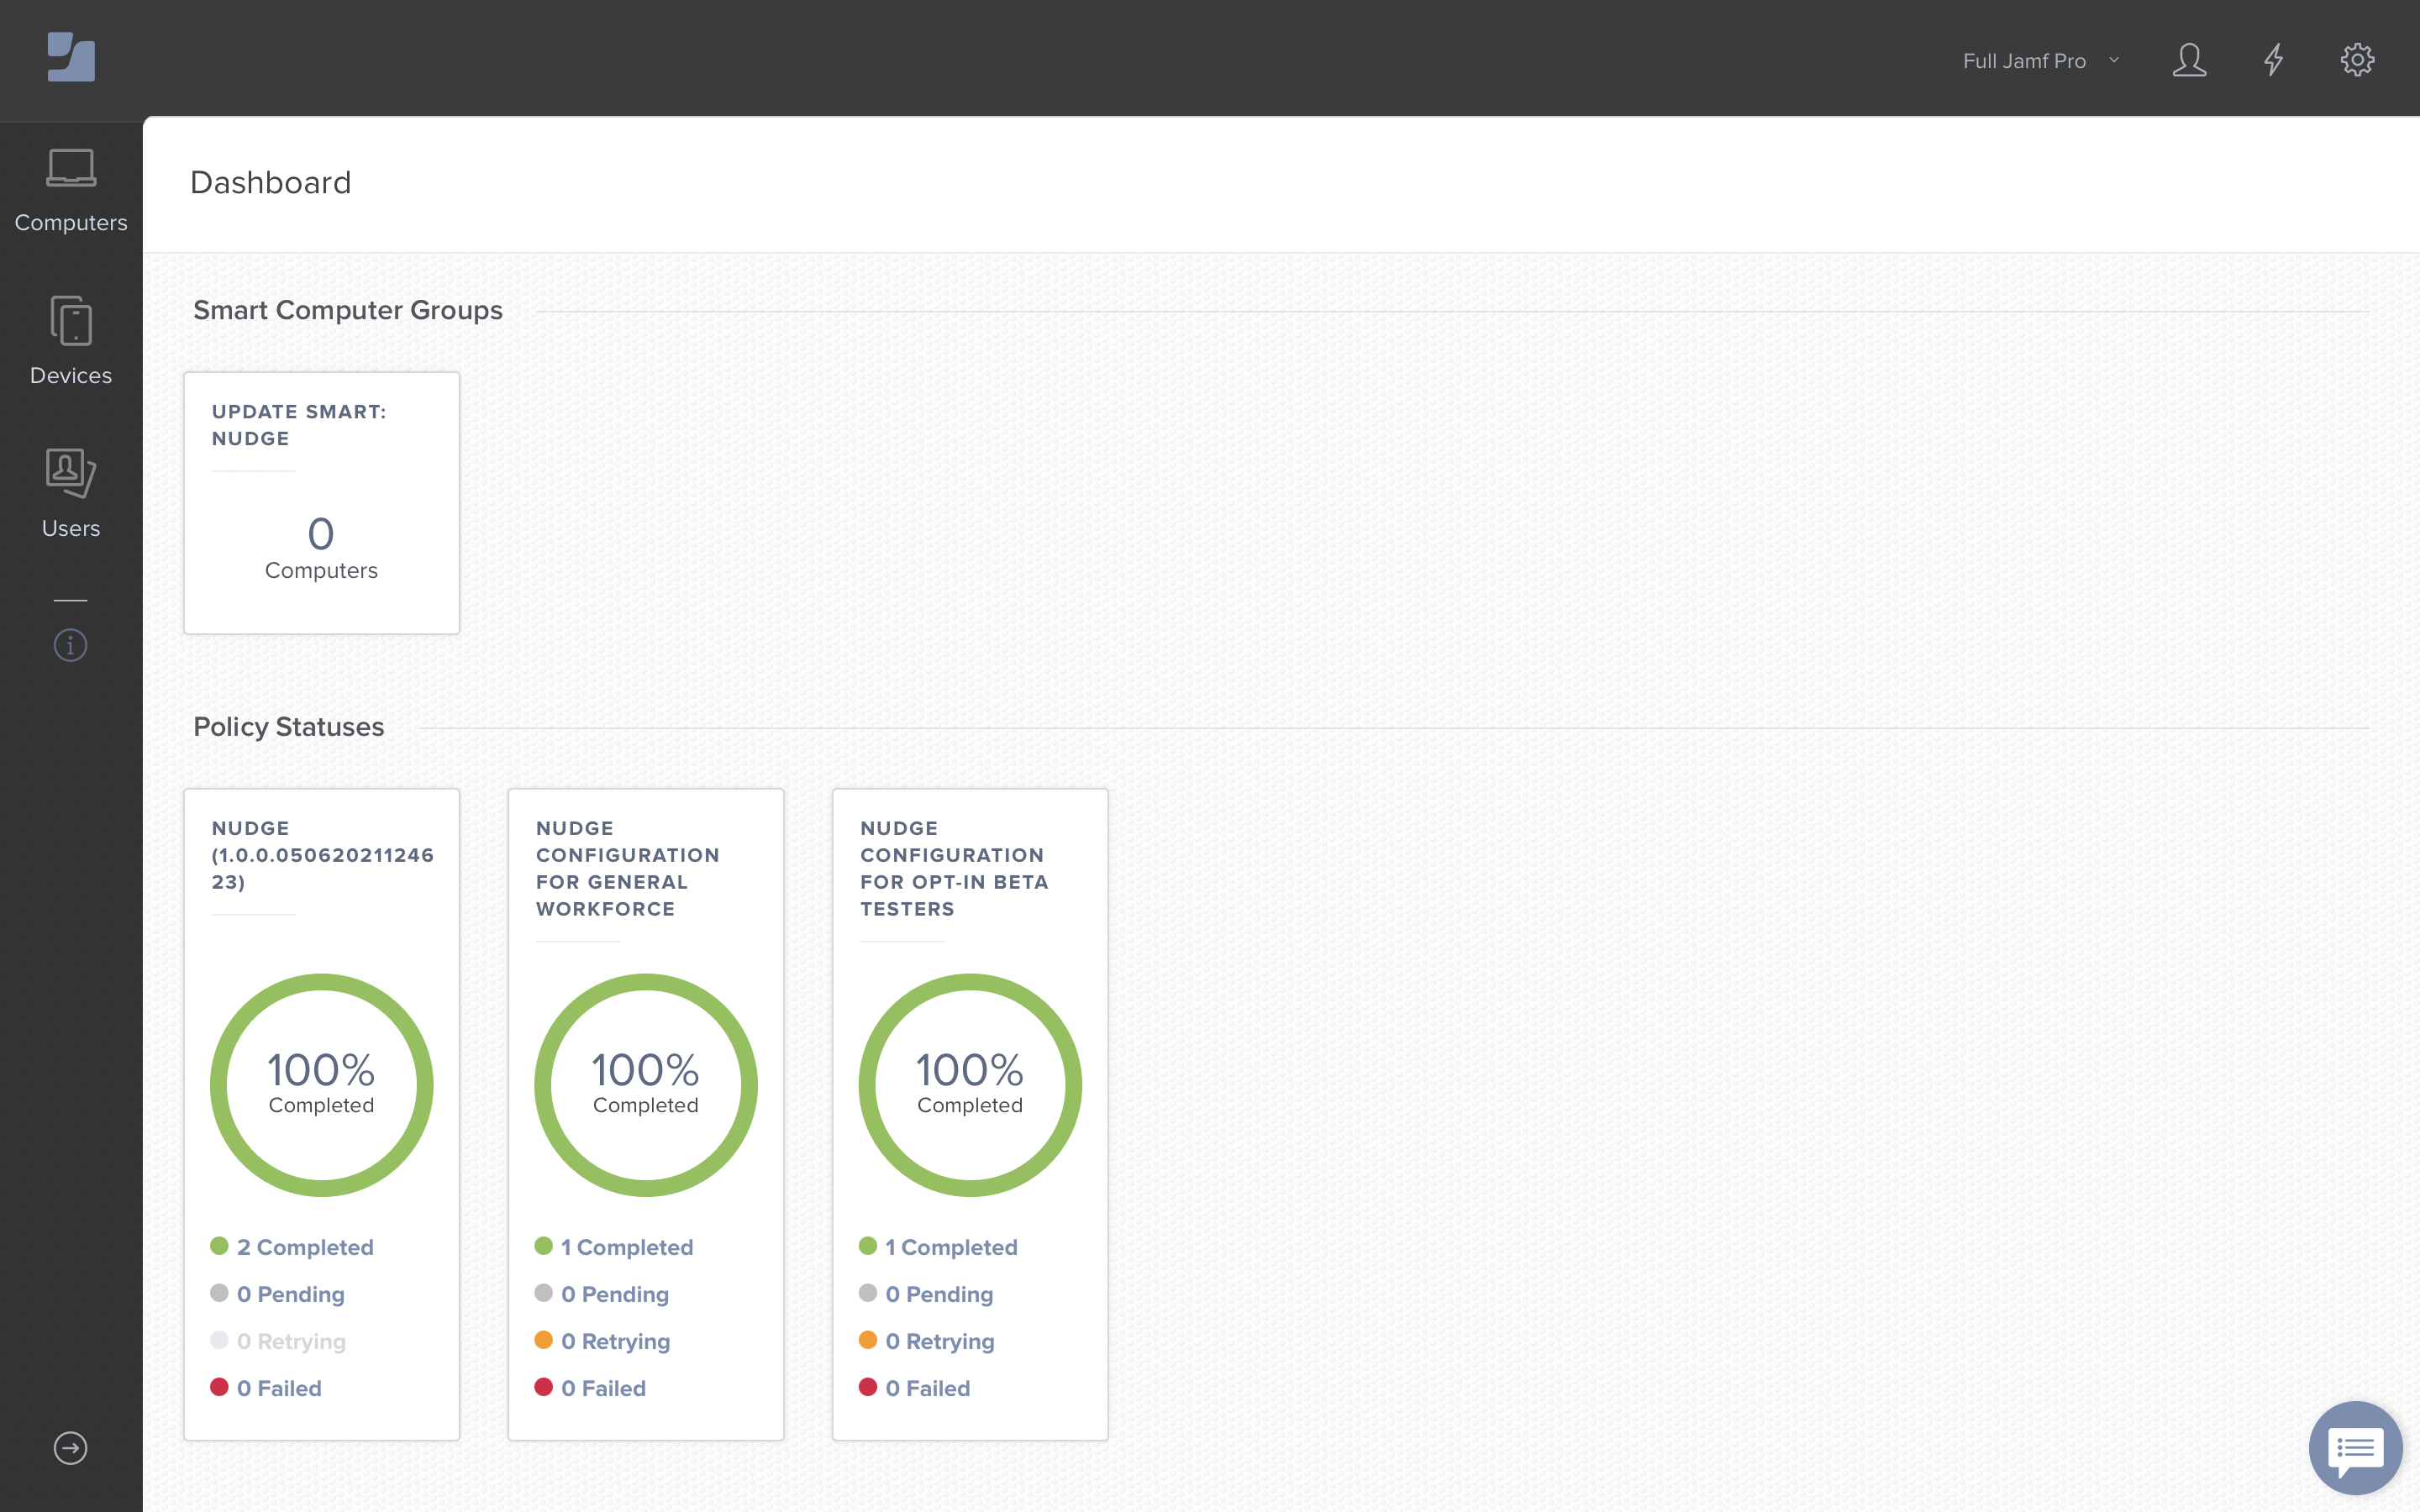 Full Jamf Pro
Computers
Devices
Users
Dashboard
Smart Computer Groups
UPDATE SMART:
NUDGE
0
Computers
Policy Statuses
NUDGE
(1.0.0.050620211246
23)
100%
Completed
2 Completed
0 Pending
0 Retrying
0 Failed
NUDGE
CONFIGURATION
FOR GENERAL
WORKFORCE
100%
Completed
1 Completed
0 Pending
0 Retrying
0 Failed
NUDGE
CONFIGURATION
FOR OPT-IN BETA
TESTERS
100%
Completed
1 Completed
0 Pending
0 Retrying
0 Failed